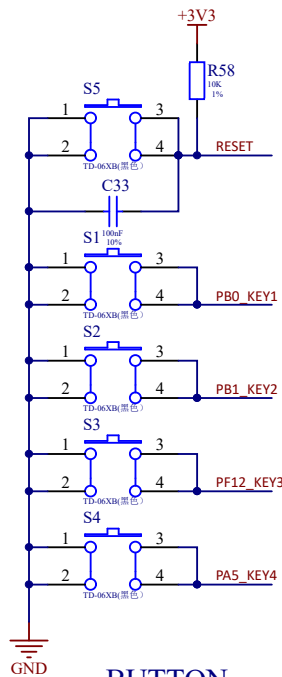 +3V3
R58
10K
1%
S5
1
3
2
4
RESET
TD-06XB(黑色)
C33
100nF
10%
S1
1
3
2
4
PB0_KEY1
TD-06XB(黑色)
S2
1
3
2
4
PB1_KEY2
TD-06XB(黑色)
S3
1
3
2
4
PF12_KEY3
TD-06XB(黑色)
S4
1
3
2
4
PA5_KEY4
TD-06XB(黑色)
GND
BUTTON